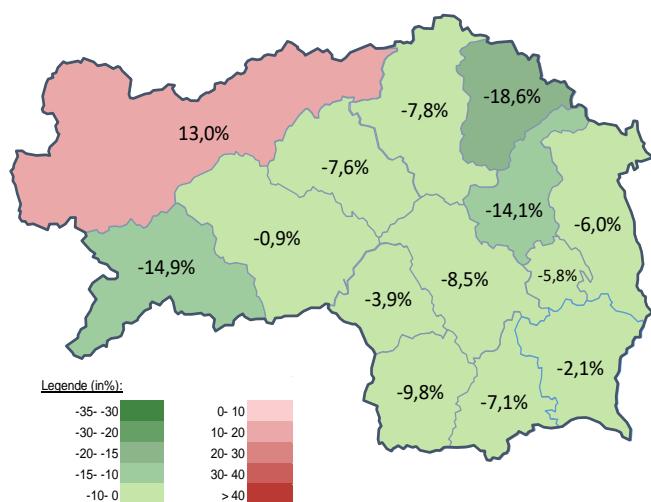 -18,6%
-7,8%
13,0%
-7,6%
-14,1%
-6,0%
-0,9%
-14,9%
-8,5%
-5,8%
-3,9%
-2,1%
-9,8%
-7,1%
Legende (in%):
-35- -30 0- 10
-30- -20 10- 20
-20 -15 20- 30
-15- -10 30- 40
-10- 0 > 40